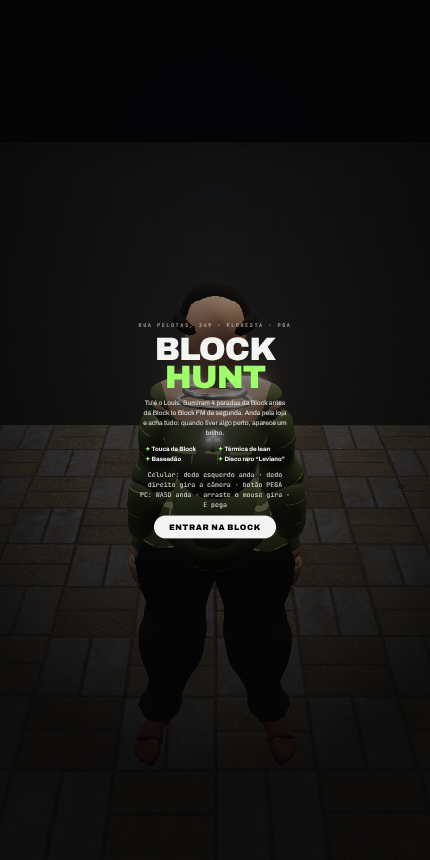 RUA PELOTAS, 249 · FLORESTA · POA
BLOCK
HUNT
Tu é o Louis. Sumiram 4 paradas da Block antes
da Block to Block FM de segunda. Anda pela loja
e acha tudo: quando tiver algo perto, aparece um
brilho.
✦ Touca da Block ✦ Térmica de lean
✦ Baseadão ✦ Disco raro "Leviano"
Celular: dedo esquerdo anda · dedo
direito gira a câmera · botão PEGA
PC: WASD anda · arraste o mouse gira ·
E pega
ENTRAR NA BLOCK